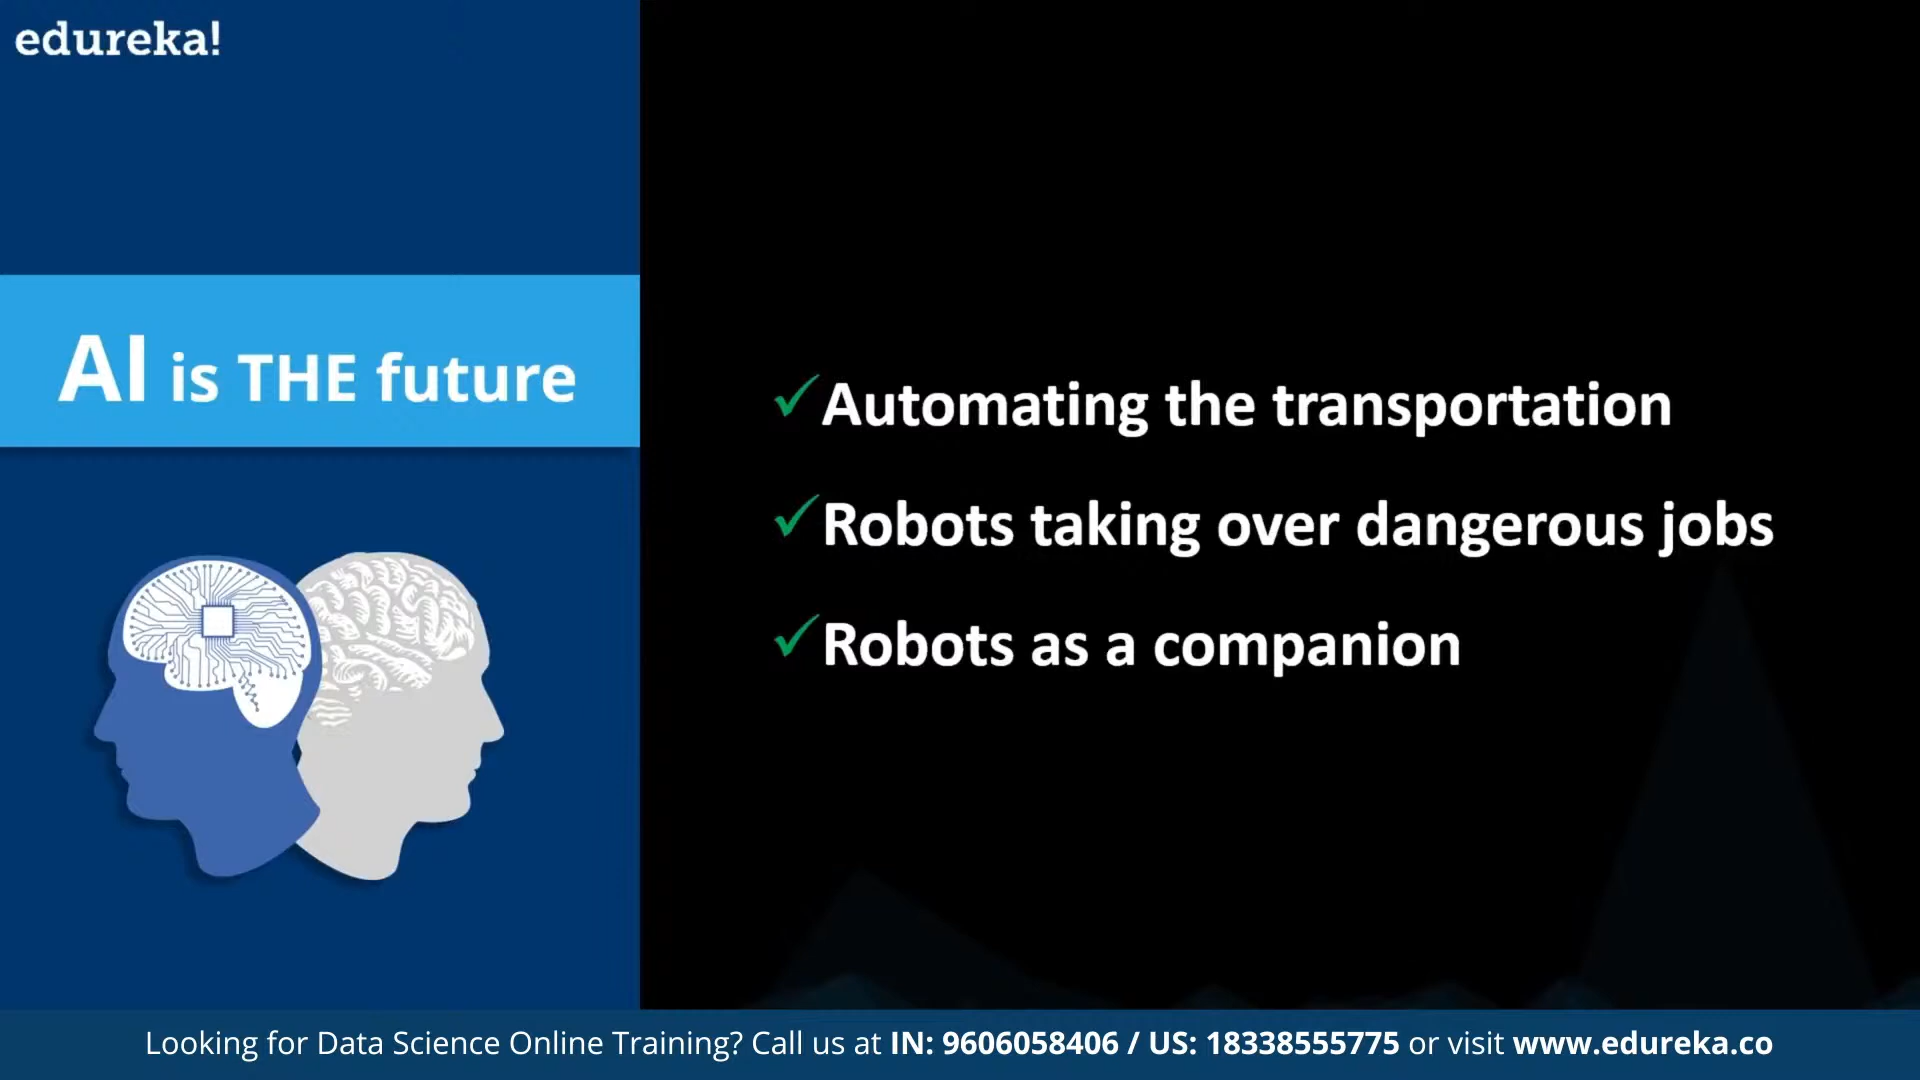 edureka!
AI is THE future
Automating the transportation
Robots taking over dangerous jobs
Robots as a companion
Looking for Data Science Online Training? Call us at IN: 9606058406 / US: 18338555775 or visit www.edureka.co